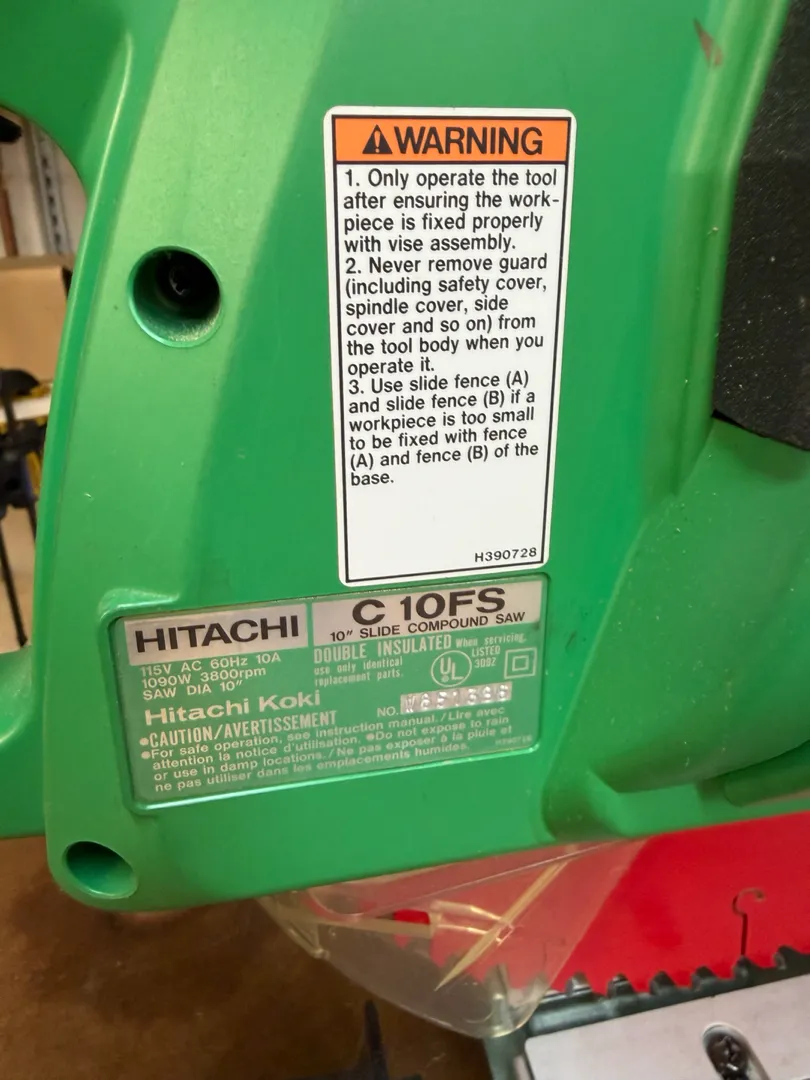 WARNING
1. Only operate the tool
after ensuring the work-
piece is fixed properly
with vise assembly.
2. Never remove guard
(including safety cover,
spindle cover, side
cover and so on) from
the tool body when you
operate it.
3. Use slide fence (A)
and slide fence (B) if a
workpiece is too small
to be fixed with fence
(A) and fence (B) of the
base.
H390728
HITACHI
C 10FS
10" SLIDE COMPOUND SAW
115V AC 60Hz 10A
1090W 3800rpm
SAW DIA 10"
DOUBLE INSULATED When servicing,
use only identical
replacement parts.
UL
LISTED
308Z
Hitachi Koki
NO.
•CAUTION/AVERTISSEMENT
•For safe operation, see instruction manual./Lire avec
attention la notice d'utilisation. •Do not expose to rain
or use in damp locations./Ne pas exposer à la pluie et
ne pas utiliser dans les emplacements humides.